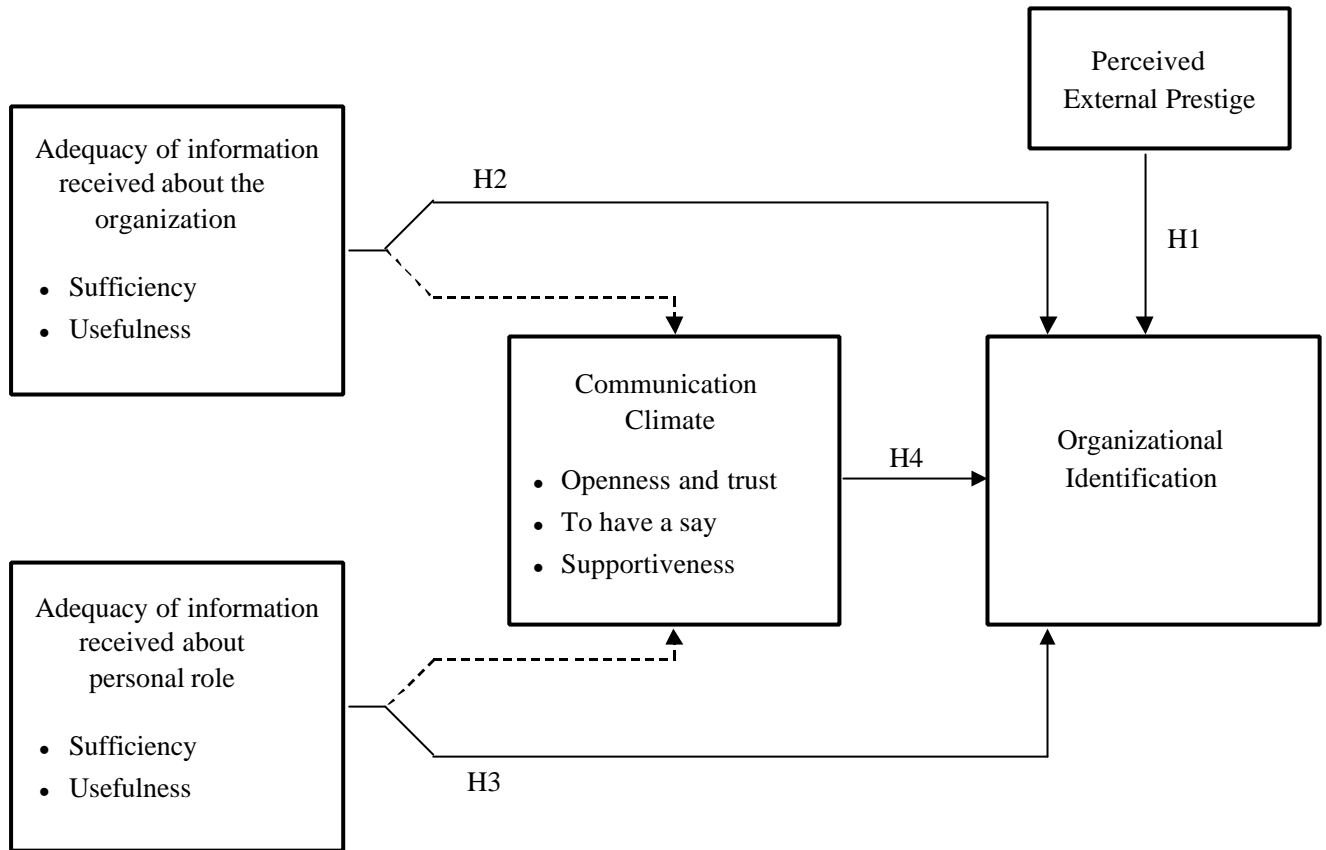 Perceived
External Prestige
Adequacy of information
received about the
organization
• Sufficiency
• Usefulness
H2
H1
Communication
Climate
• Openness and trust
• To have a say
• Supportiveness
H4
Organizational
Identification
Adequacy of information
received about
personal role
• Sufficiency
• Usefulness
H3